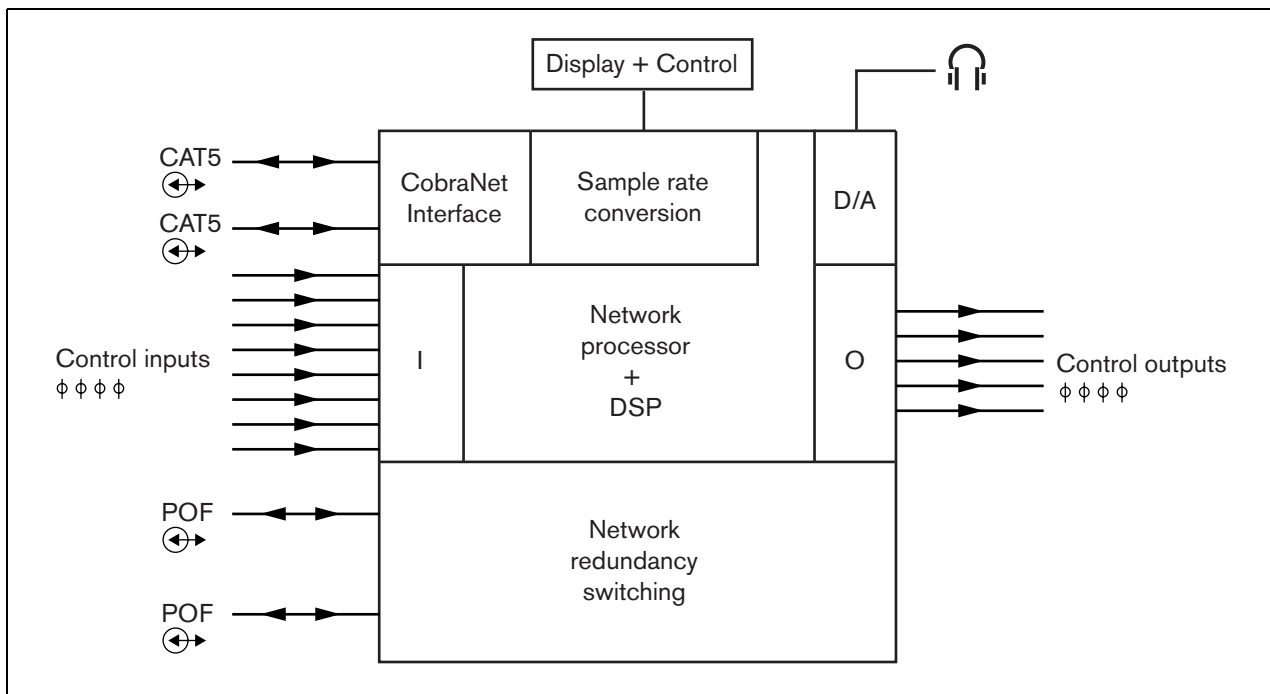 Display + Control
CAT5
CAT5
CobraNet
Interface
Sample rate
conversion
D/A
Control inputs
ϕ ϕ ϕ ϕ
I
Network
processor
+
DSP
O
Control outputs
ϕ ϕ ϕ ϕ
POF
POF
Network
redundancy
switching